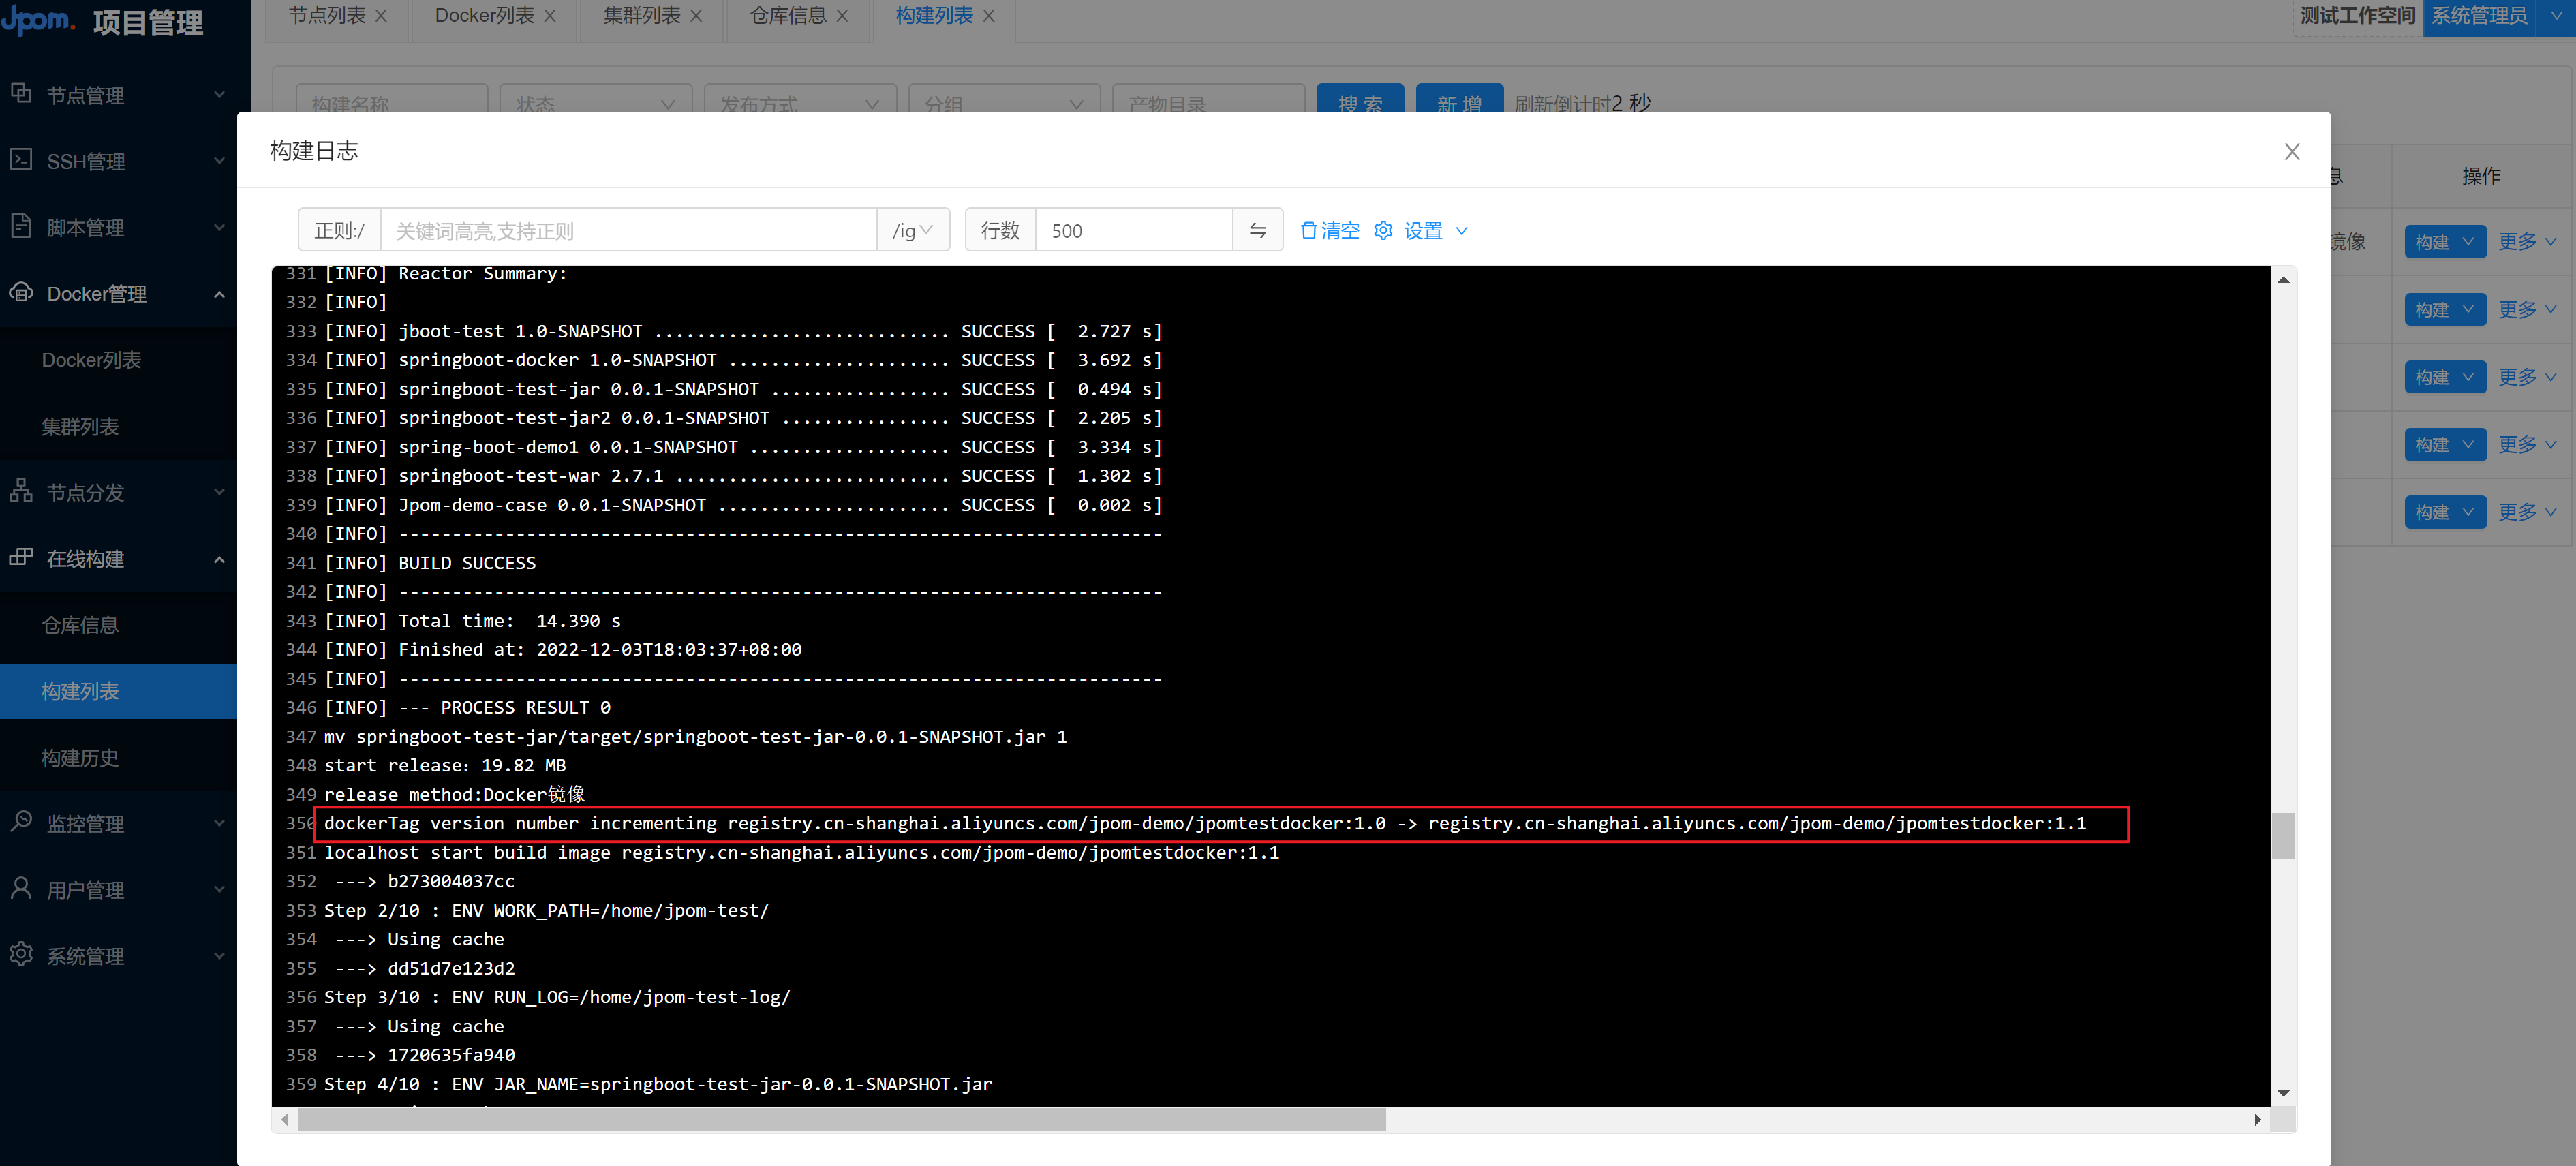 Jpom. 项目管理
节点列表 Docker列表 集群列表 仓库信息 构建列表
测试工作空间 系统管理员
构建名称 状态 发布方式 分组 产物目录 搜 索 新 增 刷新倒计时2 秒
节点管理
SSH管理
脚本管理
Docker管理
Docker列表
集群列表
节点分发
在线构建
仓库信息
构建列表
构建历史
监控管理
用户管理
系统管理
息 操作
镜像 构建 更多
构建 更多
构建 更多
构建 更多
构建 更多
构建日志
正则:/ 关键词高亮,支持正则 /ig 行数 500 清空 设置
331 [INFO] Reactor Summary:
332 [INFO]
333 [INFO] jboot-test 1.0-SNAPSHOT ............................ SUCCESS [  2.727 s]
334 [INFO] springboot-docker 1.0-SNAPSHOT ..................... SUCCESS [  3.692 s]
335 [INFO] springboot-test-jar 0.0.1-SNAPSHOT ................. SUCCESS [  0.494 s]
336 [INFO] springboot-test-jar2 0.0.1-SNAPSHOT ................ SUCCESS [  2.205 s]
337 [INFO] spring-boot-demo1 0.0.1-SNAPSHOT ................... SUCCESS [  3.334 s]
338 [INFO] springboot-test-war 2.7.1 .......................... SUCCESS [  1.302 s]
339 [INFO] Jpom-demo-case 0.0.1-SNAPSHOT ...................... SUCCESS [  0.002 s]
340 [INFO] ------------------------------------------------------------------------
341 [INFO] BUILD SUCCESS
342 [INFO] ------------------------------------------------------------------------
343 [INFO] Total time:  14.390 s
344 [INFO] Finished at: 2022-12-03T18:03:37+08:00
345 [INFO] ------------------------------------------------------------------------
346 [INFO] --- PROCESS RESULT 0
347 mv springboot-test-jar/target/springboot-test-jar-0.0.1-SNAPSHOT.jar 1
348 start release: 19.82 MB
349 release method:Docker镜像
350 dockerTag version number incrementing registry.cn-shanghai.aliyuncs.com/jpom-demo/jpomtestdocker:1.0 -> registry.cn-shanghai.aliyuncs.com/jpom-demo/jpomtestdocker:1.1
351 localhost start build image registry.cn-shanghai.aliyuncs.com/jpom-demo/jpomtestdocker:1.1
352  ---> b273004037cc
353 Step 2/10 : ENV WORK_PATH=/home/jpom-test/
354  ---> Using cache
355  ---> dd51d7e123d2
356 Step 3/10 : ENV RUN_LOG=/home/jpom-test-log/
357  ---> Using cache
358  ---> 1720635fa940
359 Step 4/10 : ENV JAR_NAME=springboot-test-jar-0.0.1-SNAPSHOT.jar